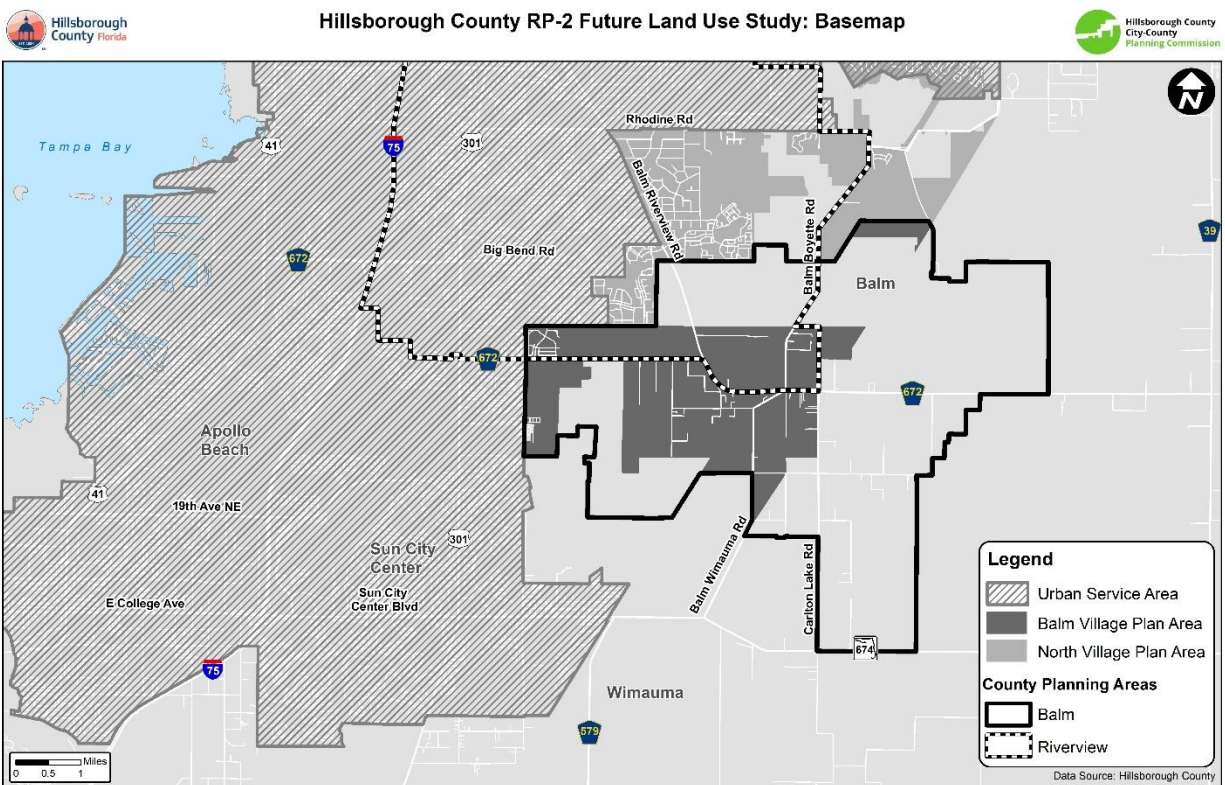 Hillsborough
County Florida
Hillsborough County RP-2 Future Land Use Study: Basemap
Hillsborough County
City-County
Planning Commission
N
Tampa Bay
41
75
301
Rhodine Rd
Balm Riverview Rd
Balm Boyette Rd
39
672
Big Bend Rd
Balm
672
672
Apollo
Beach
41
19th Ave NE
301
Sun City
Center
Sun City
Center Blvd
E College Ave
Balm Wimauma Rd
Carlton Lake Rd
674
75
Wimauma
579
Legend
Urban Service Area
Balm Village Plan Area
North Village Plan Area
County Planning Areas
Balm
Riverview
Miles
0 0.5 1
Data Source: Hillsborough County